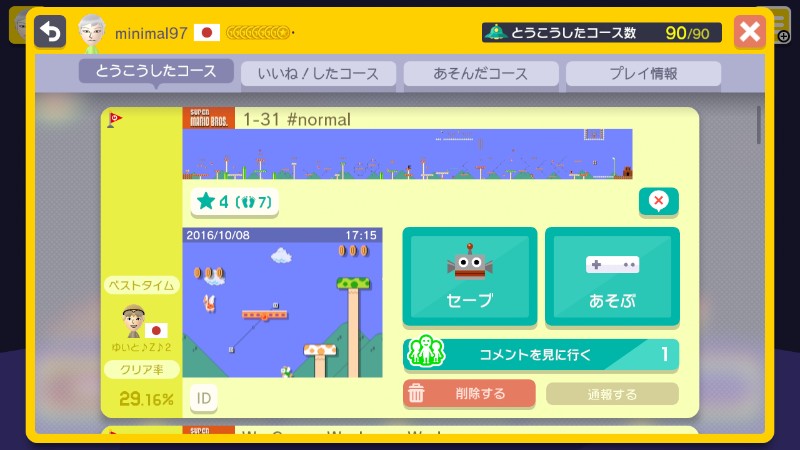 minimal97
とうこうしたコース数 90/90
とうこうしたコース
いいね!したコース
あそんだコース
プレイ情報
SUPER
MARIO BROS.
1-31 #normal
4 (7)
2016/10/08 17:15
セーブ
あそぶ
ベストタイム
ゆいと♪Z♪2
クリア率
29.16%
ID
コメントを見に行く 1
削除する
通報する
SUPER